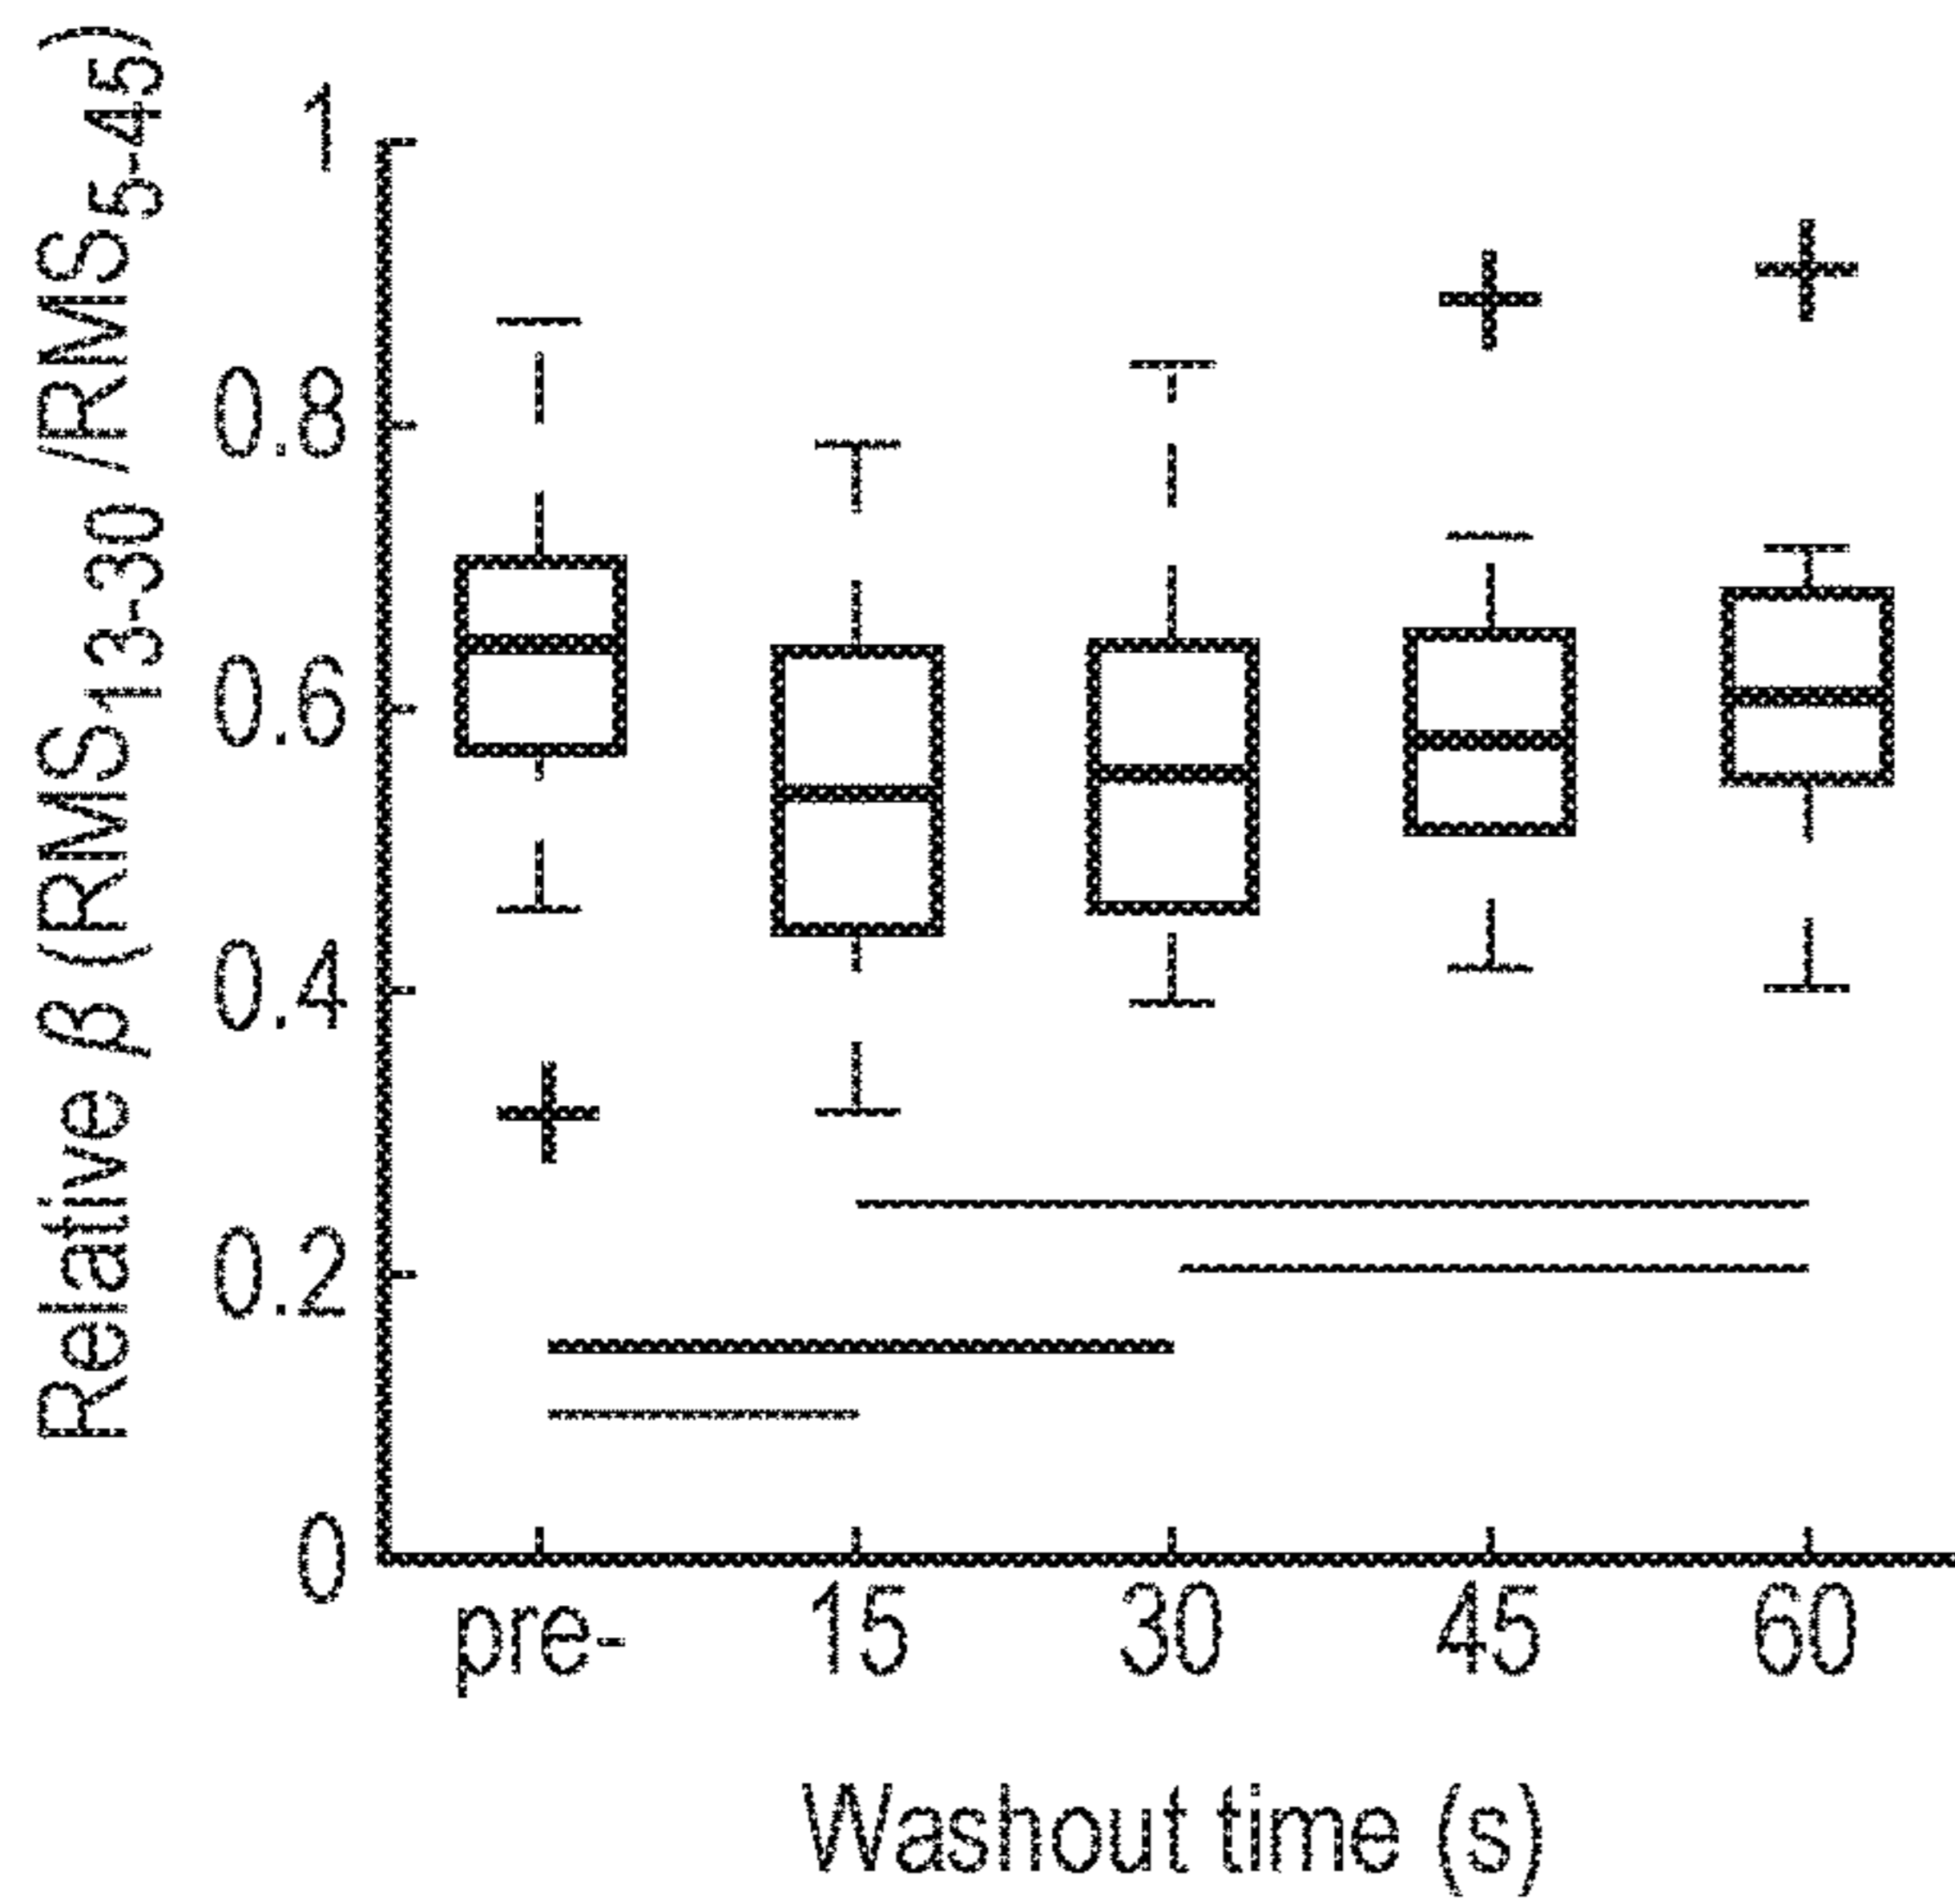 Relative β (RMS13-30 /RMS5-45)
1
0.8
0.6
0.4
0.2
0
pre- 15 30 45 60
Washout time (s)